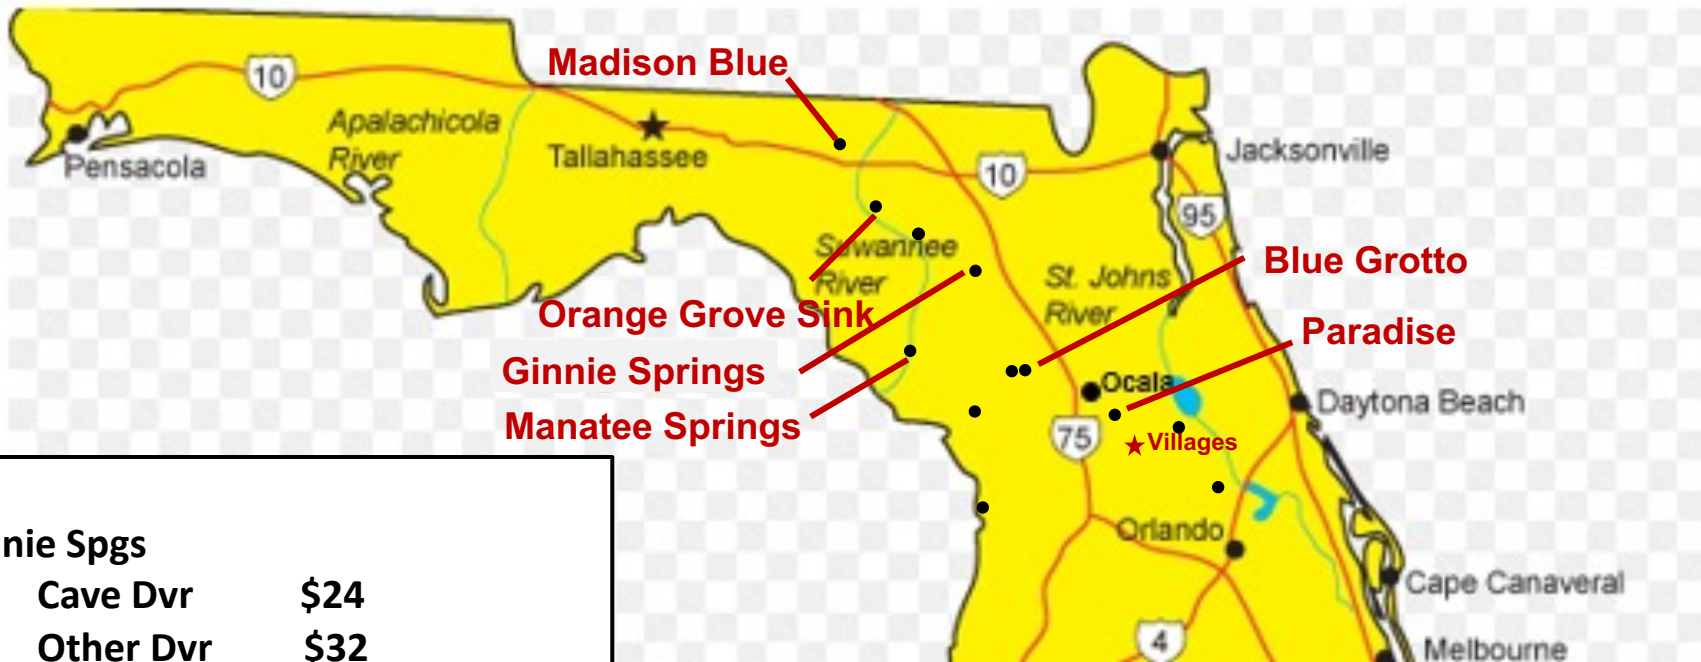 Madison Blue
10
Apalachicola
River
Tallahassee
Pensacola
10
Jacksonville
95
Suwannee
River
St. Johns
River
Blue Grotto
Orange Grove Sink
Paradise
Ginnie Springs
Ocala
Daytona Beach
Manatee Springs
75
Villages
Orlando
nie Spgs
Cave Dvr $24
Other Dvr $32
Cape Canaveral
4
Melbourne